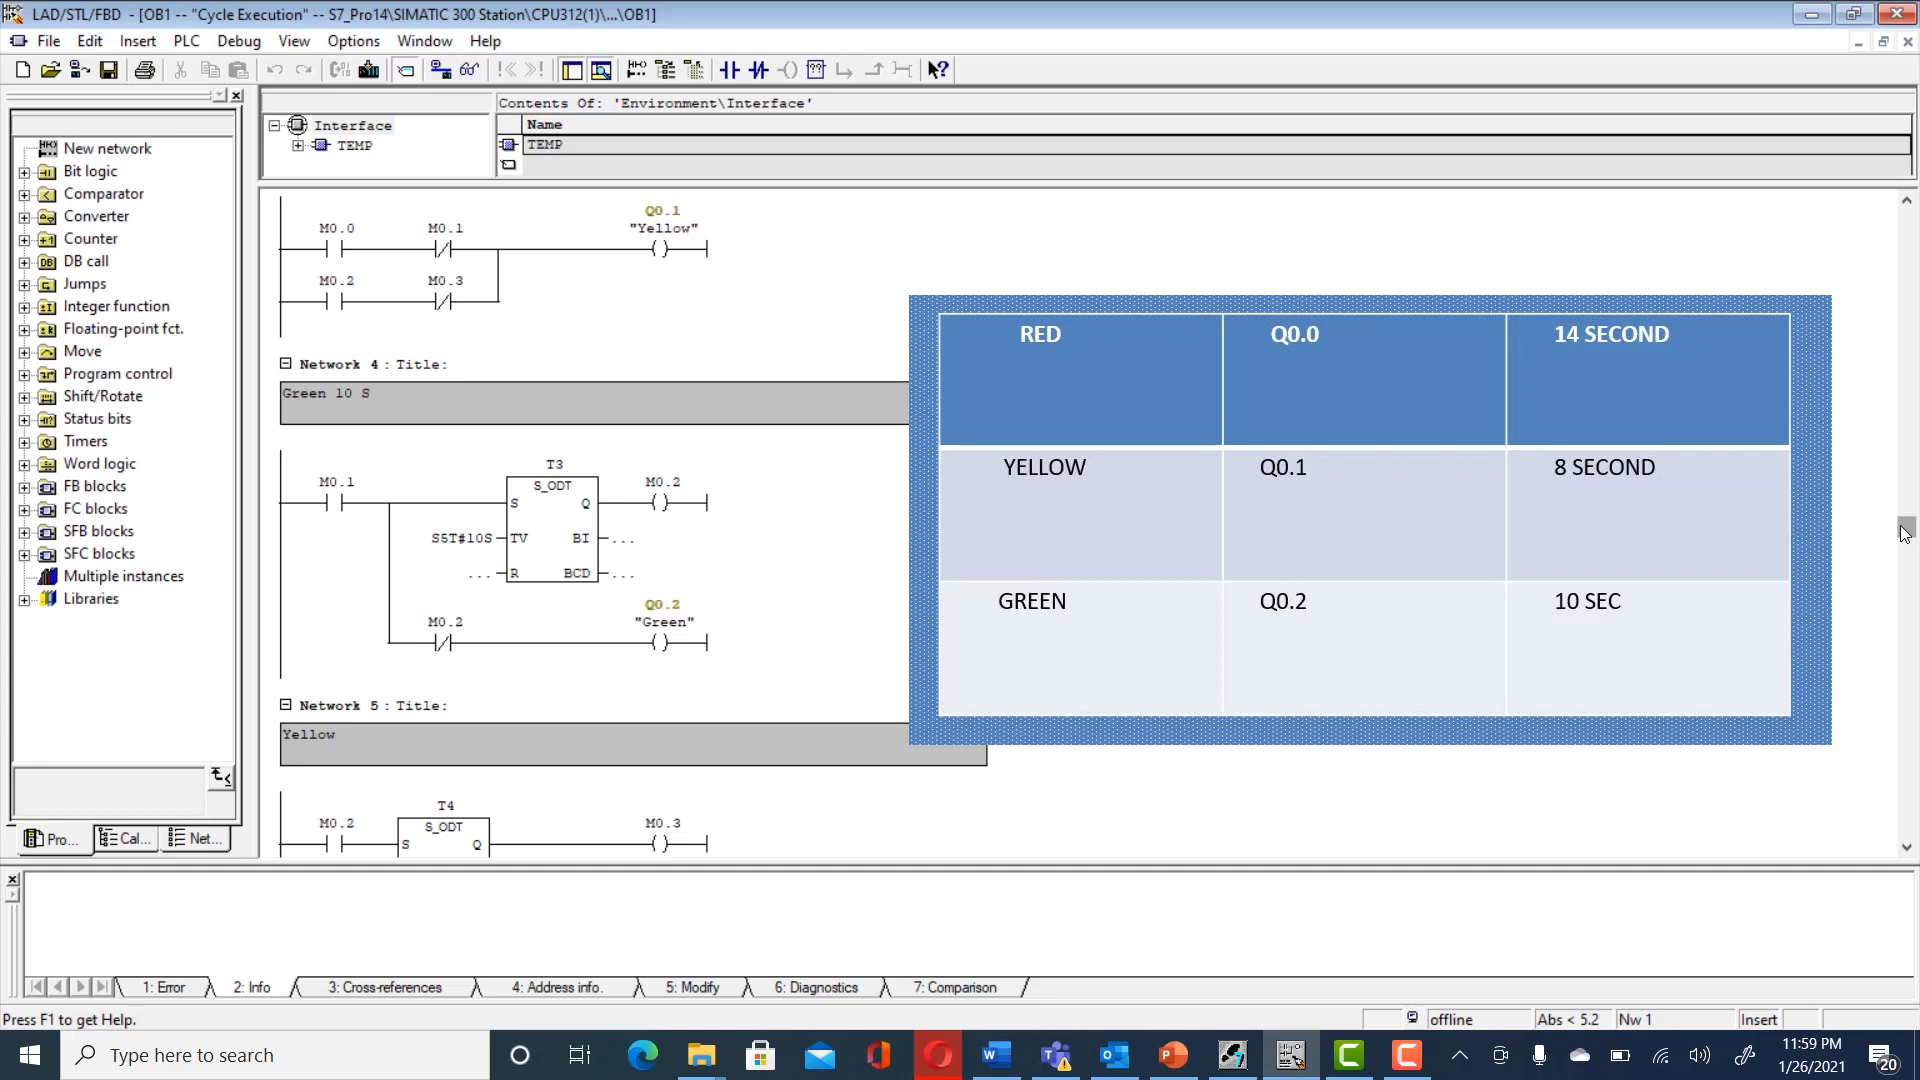 LAD/STL/FBD - [OB1 -- "Cycle Execution" -- S7_Pro14\SIMATIC 300 Station\CPU312(1)\...\OB1]
File Edit Insert PLC Debug View Options Window Help
Contents Of: 'Environment\Interface'
Interface
TEMP
Name
TEMP
New network
Bit logic
Comparator
Converter
Counter
DB call
Jumps
Integer function
Floating-point fct.
Move
Program control
Shift/Rotate
Status bits
Timers
Word logic
FB blocks
FC blocks
SFB blocks
SFC blocks
Multiple instances
Libraries
Pro... Cal... Net...
Q0.1
M0.0 M0.1 "Yellow"
M0.2 M0.3
Network 4 : Title:
Green 10 S
T3
M0.1 S_ODT M0.2
S Q
S5T#10S TV BI ...
... R BCD ...
Q0.2
M0.2 "Green"
Network 5 : Title:
Yellow
T4
M0.2 S_ODT M0.3
S Q
RED Q0.0 14 SECOND
YELLOW Q0.1 8 SECOND
GREEN Q0.2 10 SEC
1: Error 2: Info 3: Cross-references 4: Address info. 5: Modify 6: Diagnostics 7: Comparison
Press F1 to get Help. offline Abs < 5.2 Nw 1 Insert
Type here to search
11:59 PM
1/26/2021
20